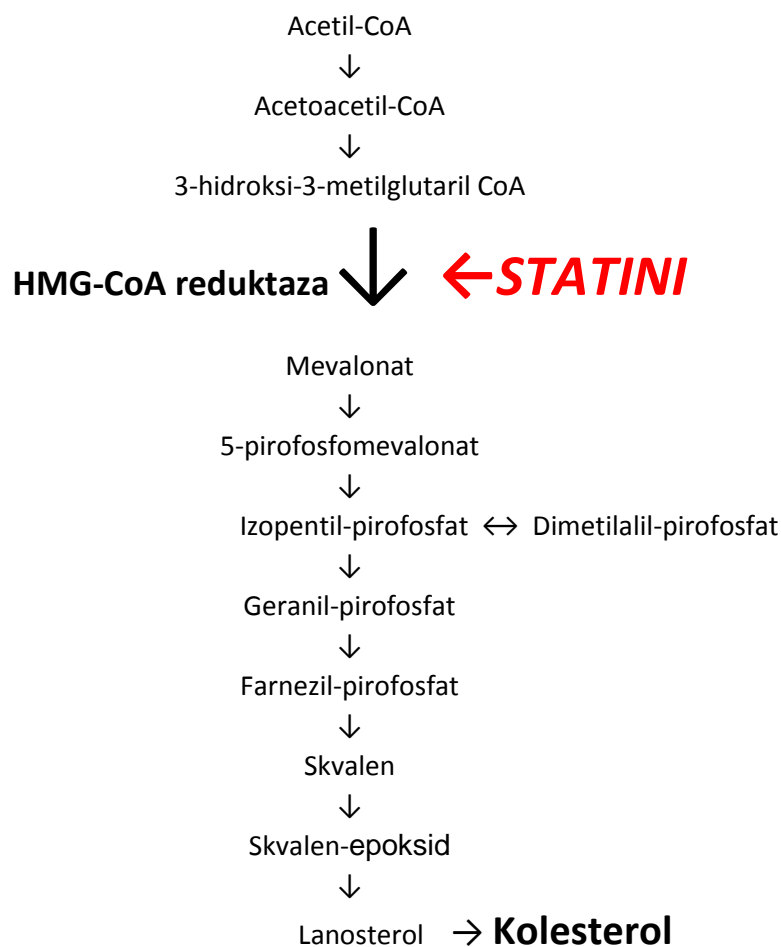 Acetil-CoA
↓
Acetoacetil-CoA
↓
3-hidroksi-3-metilglutaril CoA
HMG-CoA reduktaza ↓ ←STATINI
Mevalonat
↓
5-pirofosfomevalonat
↓
Izopentil-pirofosfat ↔ Dimetilalil-pirofosfat
↓
Geranil-pirofosfat
↓
Farnezil-pirofosfat
↓
Skvalen
↓
Skvalen-epoksid
↓
Lanosterol → Kolesterol